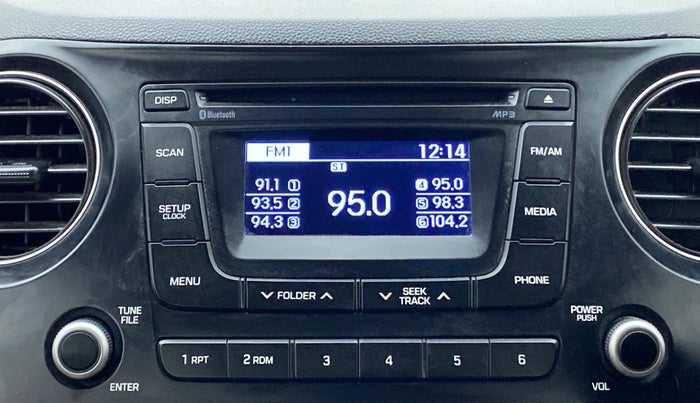 DISP
Bluetooth
MP3
SCAN
FM1
12:14
FM/AM
ST
91.1 1
4 95.0
93.5 2
95.0
5 98.3
94.3 3
6 104.2
SETUP
CLOCK
MEDIA
MENU
FOLDER
SEEK
TRACK
PHONE
TUNE
FILE
POWER
PUSH
1 RPT
2 RDM
3
4
5
6
ENTER
VOL